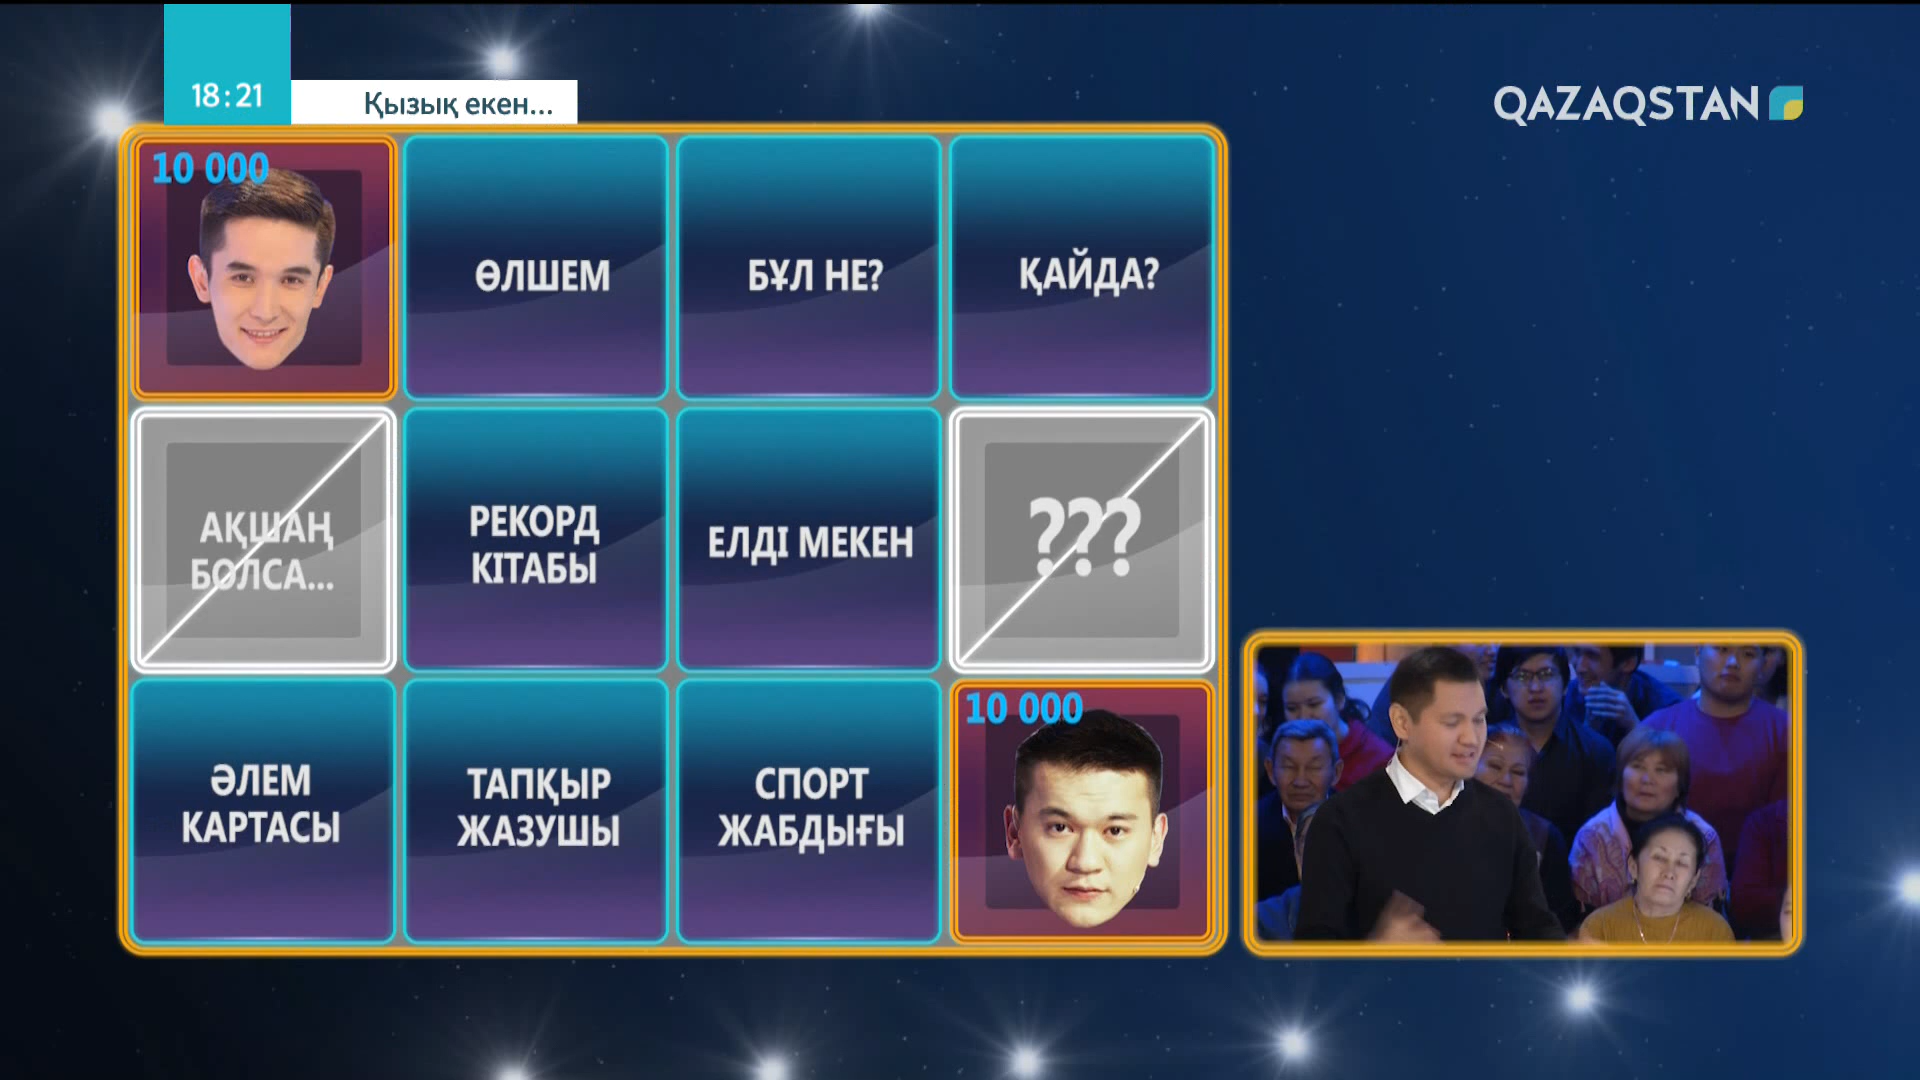 18:21
Қызық екен...
QAZAQSTAN
10 000
ӨЛШЕМ
БҰЛ НЕ?
ҚАЙДА?
АҚШАҢ
БОЛСА...
РЕКОРД
КІТАБЫ
ЕЛДІ МЕКЕН
???
ӘЛЕМ
КАРТАСЫ
ТАПҚЫР
ЖАЗУШЫ
СПОРТ
ЖАБДЫҒЫ
10 000